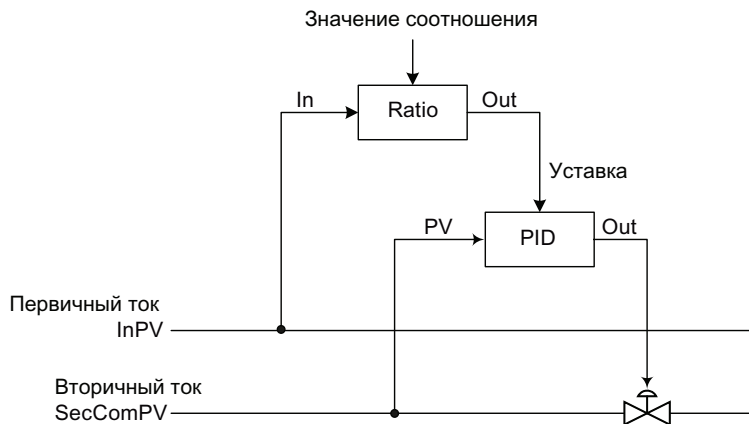 Значение соотношения
In
Ratio
Out
Уставка
PV
PID
Out
Первичный ток
InPV
Вторичный ток
SecComPV